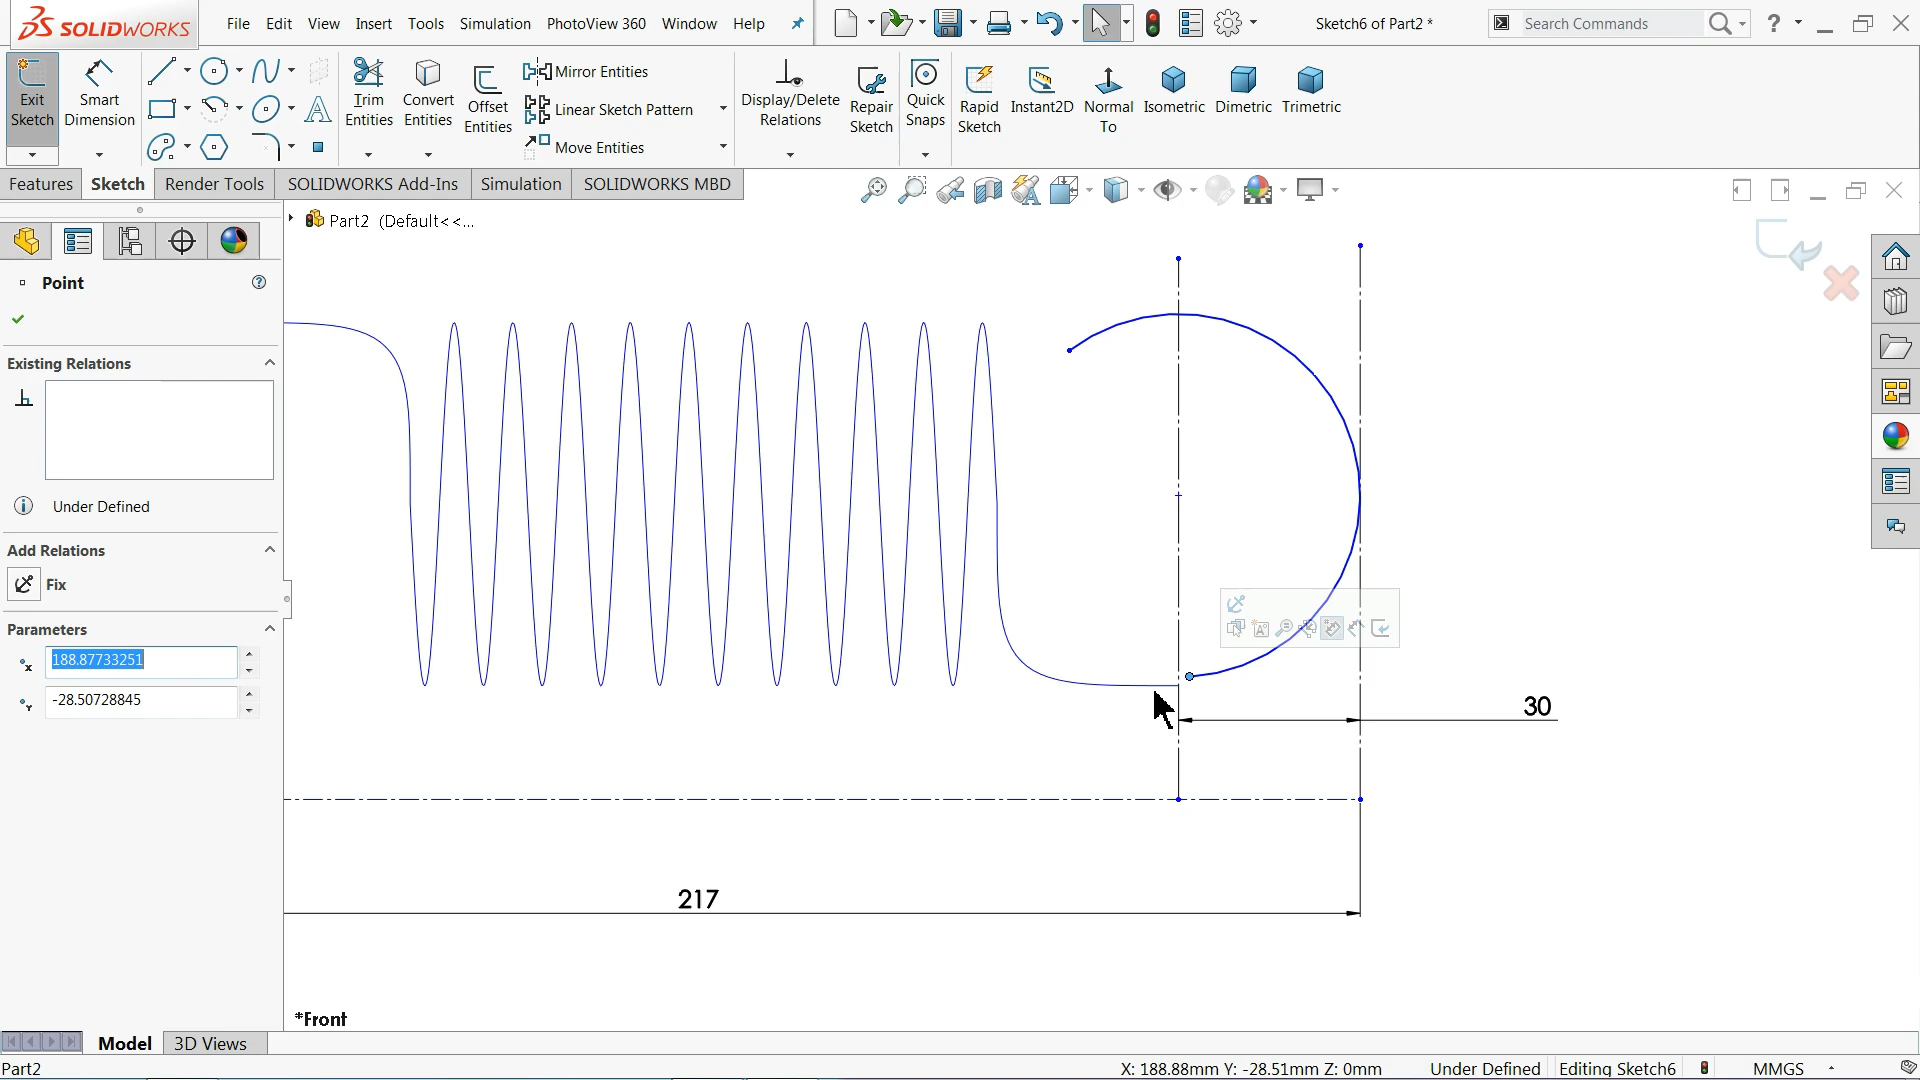 SOLIDWORKS File Edit View Insert Tools Simulation PhotoView 360 Window Help Sketch6 of Part2 * Search Commands ?
Exit Sketch
Smart Dimension
Trim Entities
Convert Entities
Offset Entities
Mirror Entities
Linear Sketch Pattern
Move Entities
Display/Delete Relations
Repair Sketch
Quick Snaps
Rapid Sketch
Instant2D
Normal To
Isometric
Dimetric
Trimetric
Features Sketch Render Tools SOLIDWORKS Add-Ins Simulation SOLIDWORKS MBD
Part2 (Default<<...
Point
Existing Relations
Under Defined
Add Relations
Fix
Parameters
188.87733251
-28.50728845
30
217
*Front
Model 3D Views
Part2 X: 188.88mm Y: -28.51mm Z: 0mm Under Defined Editing Sketch6 MMGS